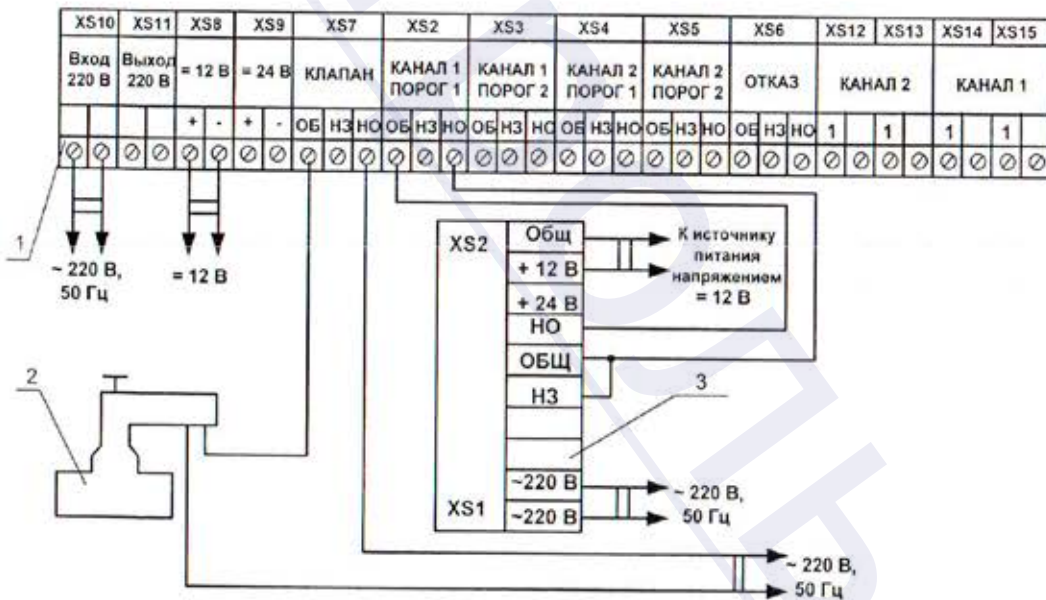 XS10 XS11 XS8 XS9 XS7 XS2 XS3 XS4 XS5 XS6 XS12 XS13 XS14 XS15
Вход 220 В Выход 220 В = 12 В = 24 В КЛАПАН КАНАЛ 1 ПОРОГ 1 КАНАЛ 1 ПОРОГ 2 КАНАЛ 2 ПОРОГ 1 КАНАЛ 2 ПОРОГ 2 ОТКАЗ КАНАЛ 2 КАНАЛ 1
+ - + - ОБ НЗ НО ОБ НЗ НО ОБ НЗ НО ОБ НЗ НО ОБ НЗ НО ОБ НЗ НО 1 1 1 1
1
~ 220 В,
50 Гц
= 12 В
XS2
Общ
+ 12 В
+ 24 В
НО
ОБЩ
НЗ
~220 В
~220 В
XS1
К источнику
питания
напряжением
= 12 В
2
3
~ 220 В,
50 Гц
~ 220 В,
50 Гц